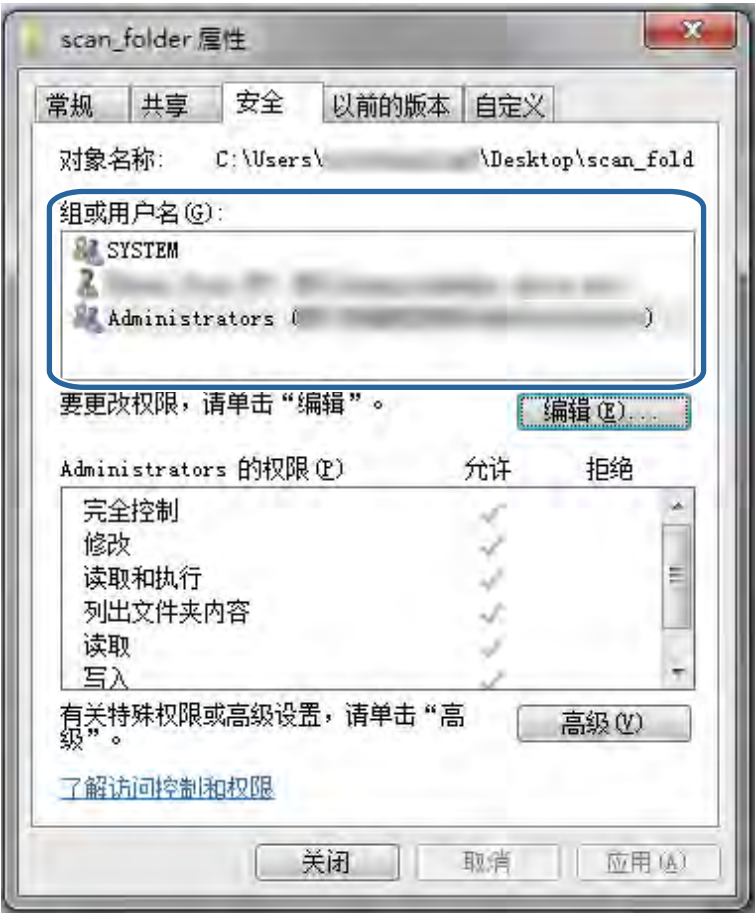 scan_folder 属性
常规 共享 安全 以前的版本 自定义
对象名称: C:\Users\ \Desktop\scan_fold
组或用户名(G):
SYSTEM
Administrators ( )
要更改权限，请单击“编辑”。 编辑(E)...
Administrators 的权限(P) 允许 拒绝
完全控制
修改
读取和执行
列出文件夹内容
读取
写入
有关特殊权限或高级设置，请单击“高
级”。 高级(V)
了解访问控制和权限
关闭 取消 应用(A)